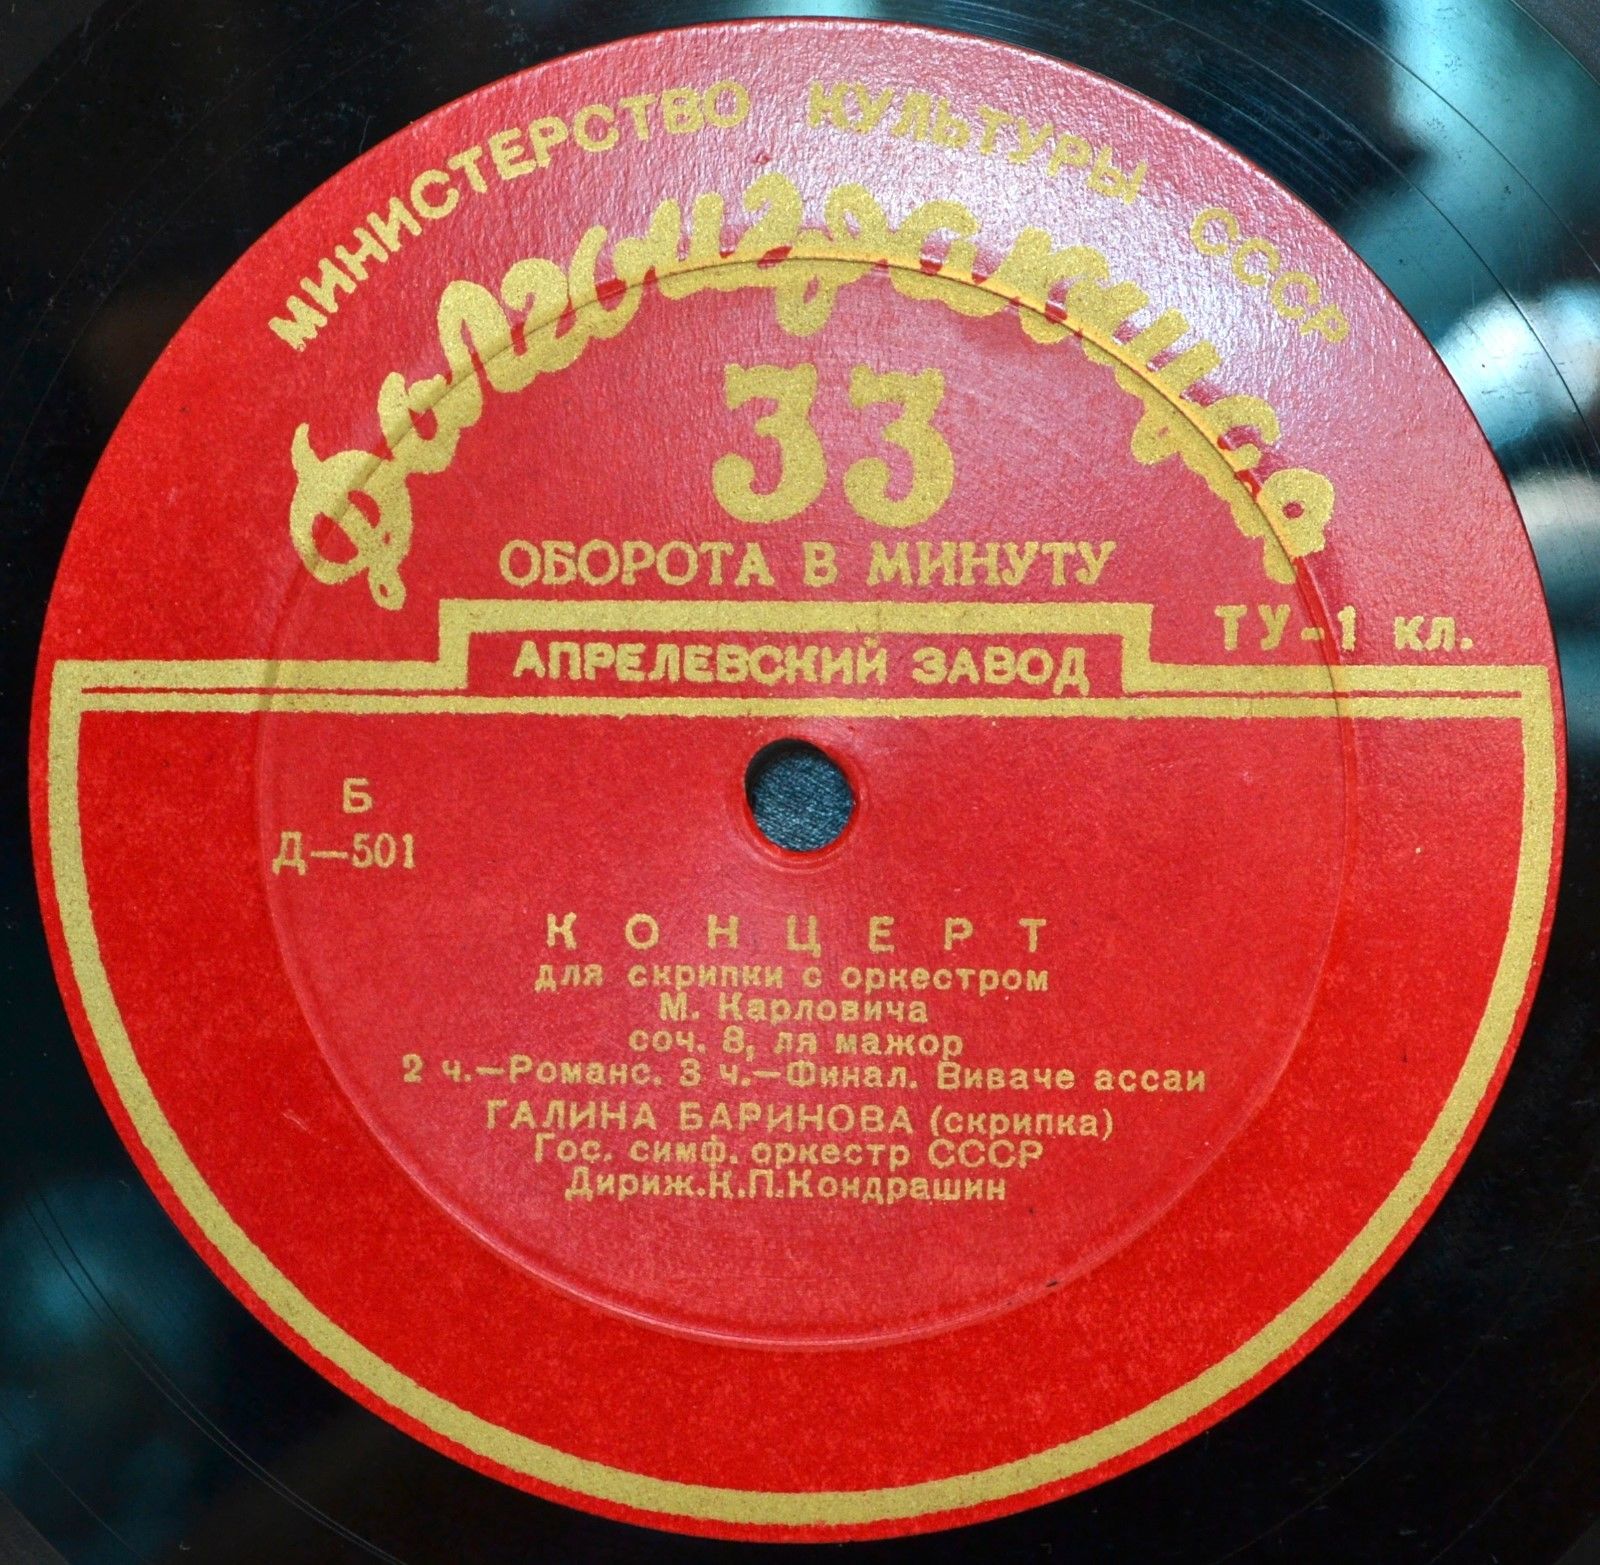 МИНИСТЕРСТВО КУЛЬТУРЫ СССР
Долгоиграющая
33
ОБОРОТА В МИНУТУ
ТУ-1 кл.
АПРЕЛЕВСКИЙ ЗАВОД
Б
Д—501
КОНЦЕРТ
для скрипки с оркестром
М. Карловича
соч. 8, ля мажор
2 ч.—Романс. 3 ч.—Финал. Виваче ассаи
ГАЛИНА БАРИНОВА (скрипка)
Гос. симф. оркестр СССР
Дириж.К.П.Кондрашин